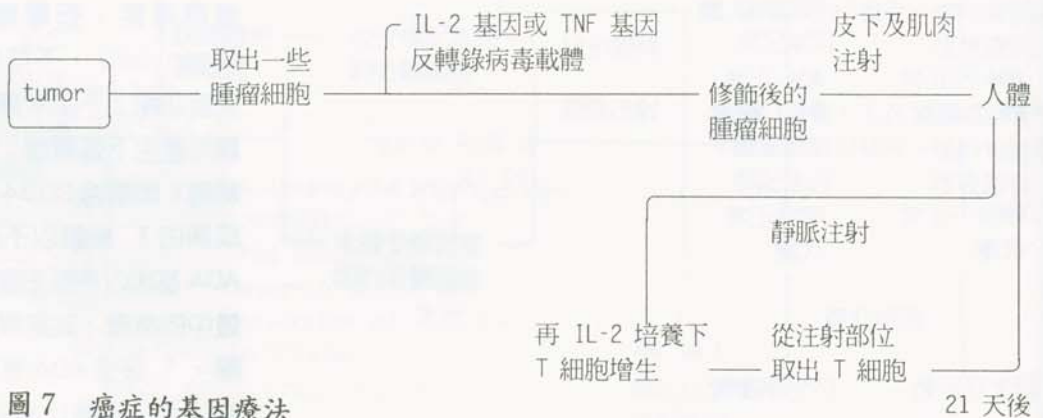 tumor
取出一些
腫瘤細胞
IL-2 基因或 TNF 基因
反轉錄病毒載體
修飾後的
腫瘤細胞
皮下及肌肉
注射
人體
靜脈注射
再 IL-2 培養下
T 細胞增生
從注射部位
取出 T 細胞
21 天後
圖 7 癌症的基因療法